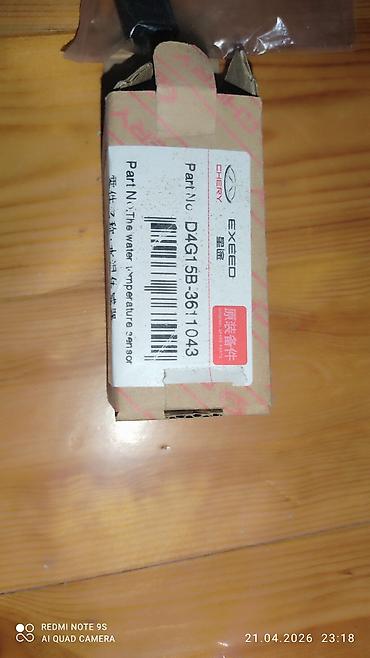 CHERY
EXEED
星途
原装备件
Part No D4G15B-3611043
Part N.The water temperature sensor
REDMI NOTE 9S
AI QUAD CAMERA
21.04.2026 23:18